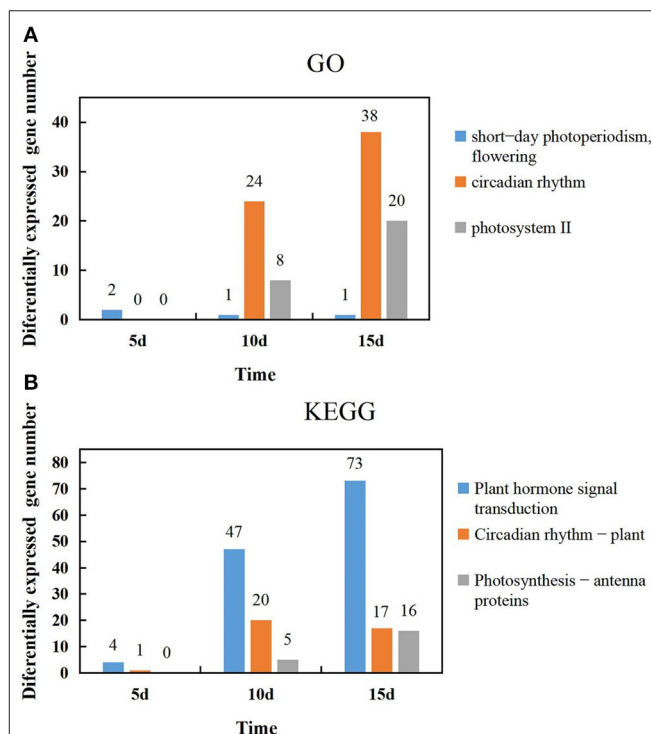 A
GO
Diferentially expressed gene number
40
30
20
10
0
2
0
0
1
24
8
1
38
20
5d
10d
15d
Time
short−day photoperiodism,
flowering
circadian rhythm
photosystem II
B
KEGG
Differentially expressed gene number
80
70
60
50
40
30
20
10
0
4
1
0
47
20
5
73
17
16
5d
10d
15d
Time
Plant hormone signal
transduction
Circadian rhythm − plant
Photosynthesis − antenna
proteins